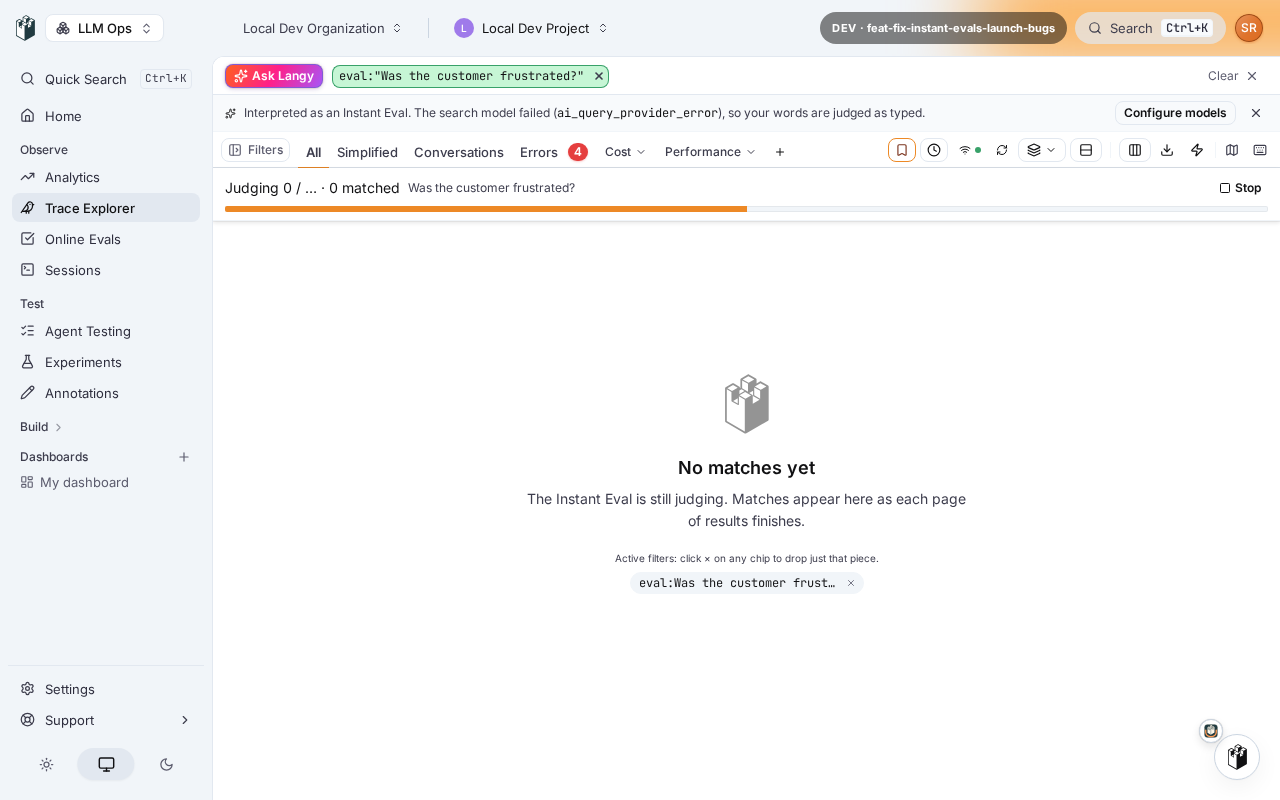 LLM Ops
Local Dev Organization
L
Local Dev Project
DEV · feat-fix-instant-evals-launch-bugs
Search Ctrl+K
SR
Quick Search Ctrl+K
Home
Observe
Analytics
Trace Explorer
Online Evals
Sessions
Test
Agent Testing
Experiments
Annotations
Build
Dashboards
My dashboard
Settings
Support
Ask Langy
eval:"Was the customer frustrated?"
Clear
Interpreted as an Instant Eval. The search model failed (ai_query_provider_error), so your words are judged as typed.
Configure models
Filters
All
Simplified
Conversations
Errors 4
Cost
Performance
Judging 0 / ... · 0 matched Was the customer frustrated?
Stop
No matches yet
The Instant Eval is still judging. Matches appear here as each page
of results finishes.
Active filters: click × on any chip to drop just that piece.
eval:Was the customer frust…